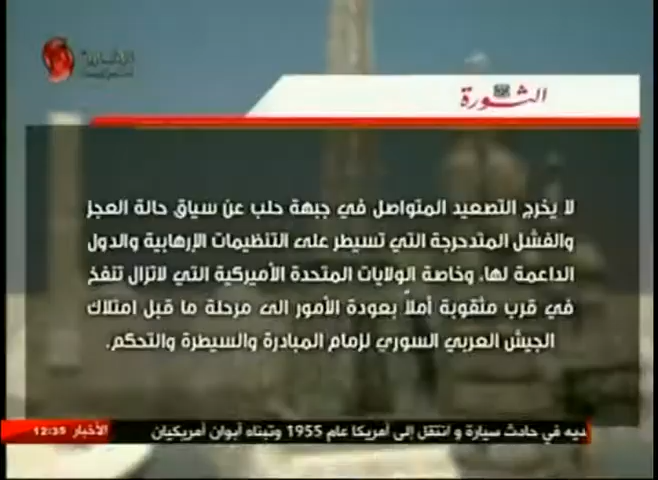 الإخبارية
الثورة
لا يخرج التصعيد المتواصل في جبهة حلب عن سياق حالة العجز
والفشل المتدحرجة التي تسيطر على التنظيمات الإرهابية والدول
الداعمة لها، وخاصة الولايات المتحدة الأميركية التي لاتزال تنفخ
في قرب مثقوبة أملاً بعودة الأمور الى مرحلة ما قبل امتلاك
الجيش العربي السوري لزمام المبادرة والسيطرة والتحكم.
ديه في حادث سيارة و انتقل إلى أمريكا عام 1955 وتبناه أبوان أمريكيان
الأخبار 12:35